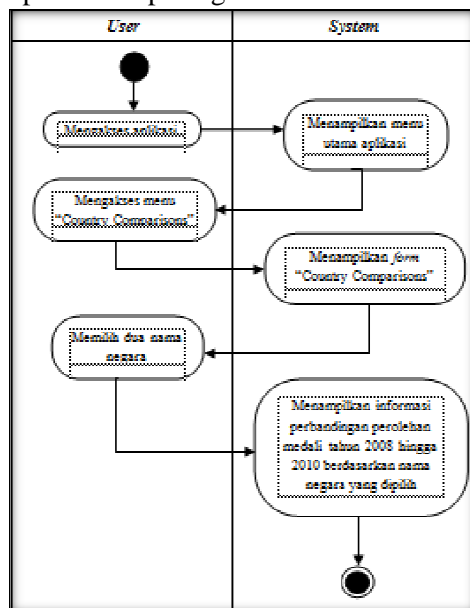 User
System
Mengakses aplikasi
Menampilkan menu
utama aplikasi
Mengakses menu
“Country Comparisons”
Menampilkan form
“Country Comparisons”
Memilih dua nama
negara
Menampilkan informasi
perbandingan perolehan
medali tahun 2008 hingga
2010 berdasarkan nama
negara yang dipilih